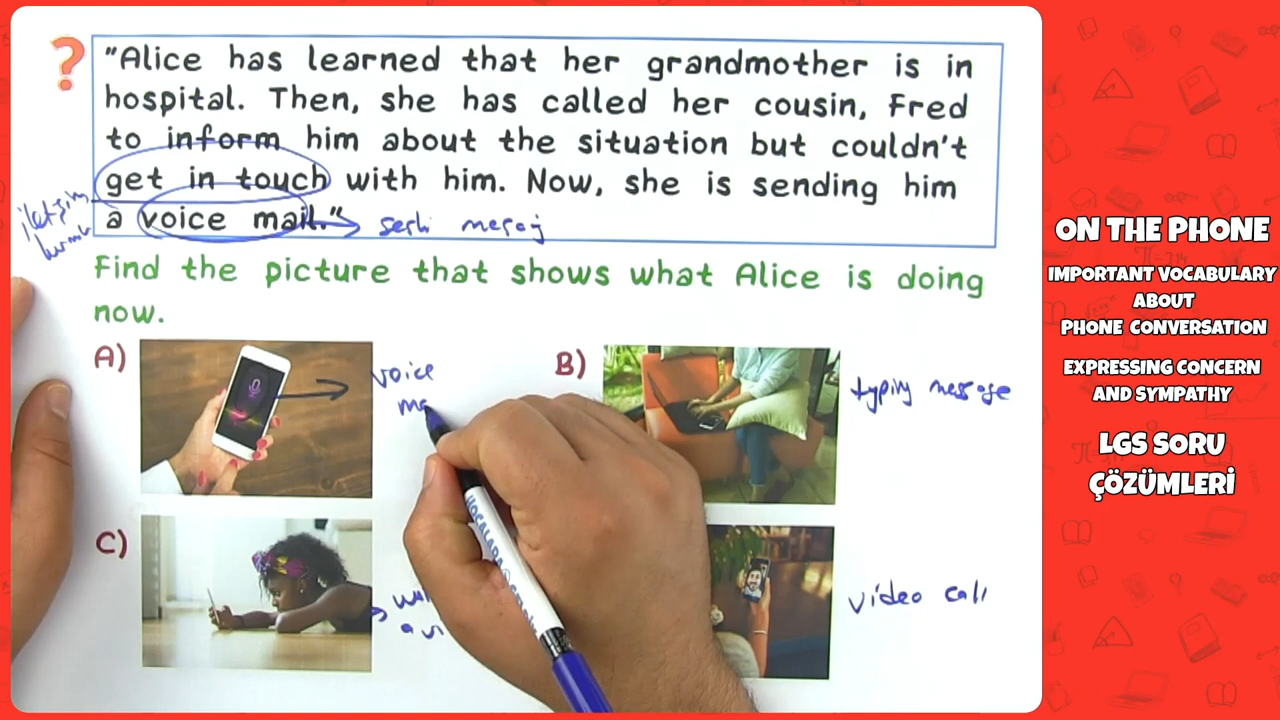 ?
"Alice has learned that her grandmother is in
hospital. Then, she has called her cousin, Fred
to inform him about the situation but couldn't
get in touch with him. Now, she is sending him
a voice mail."
sesli mesaj
Find the picture that shows what Alice is doing
now.
A)
voice
B)
typing message
C)
video call
ON THE PHONE
IMPORTANT VOCABULARY
ABOUT
PHONE CONVERSATION
EXPRESSING CONCERN
AND SYMPATHY
LGS SORU
ÇÖZÜMLERİ